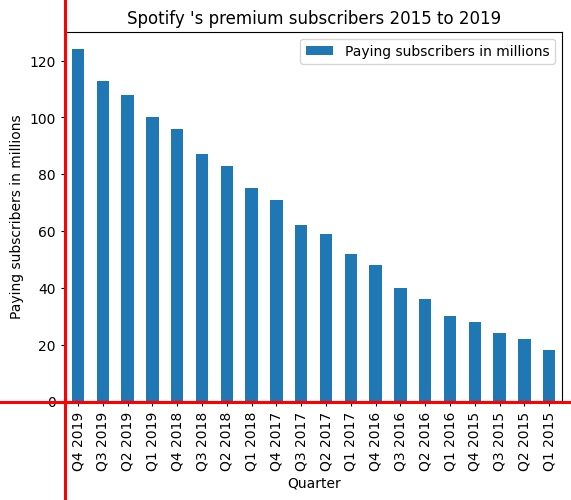 Spotify 's premium subscribers 2015 to 2019
Paying subscribers in millions
Paying subscribers in millions
120
100
80
60
40
20
0
Q4 2019
Q3 2019
Q2 2019
Q1 2019
Q4 2018
Q3 2018
Q2 2018
Q1 2018
Q4 2017
Q3 2017
Q2 2017
Q1 2017
Q4 2016
Q3 2016
Q2 2016
Q1 2016
Q4 2015
Q3 2015
Q2 2015
Q1 2015
Quarter